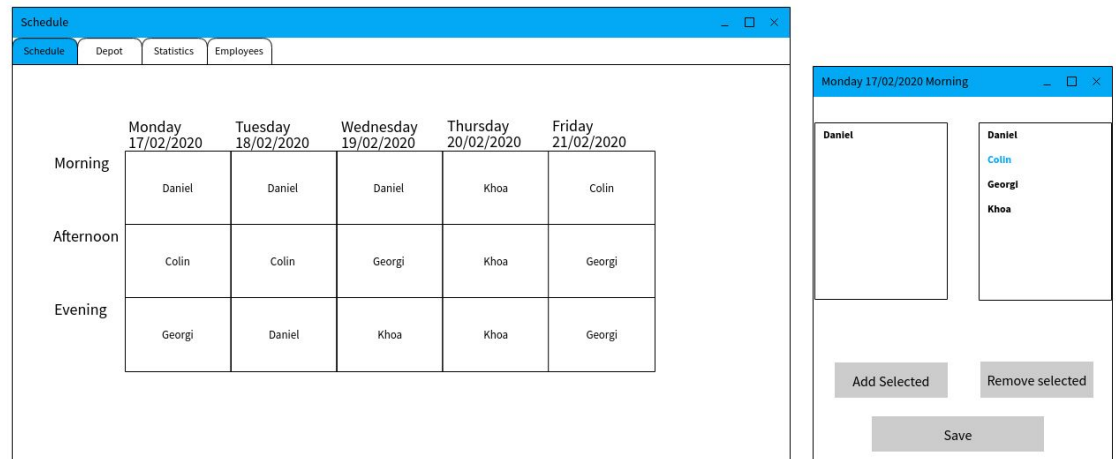 Schedule
Schedule Depot Statistics Employees
Monday Tuesday Wednesday Thursday Friday
17/02/2020 18/02/2020 19/02/2020 20/02/2020 21/02/2020
Morning
Daniel Daniel Daniel Khoa Colin
Afternoon
Colin Colin Georgi Khoa Georgi
Evening
Georgi Daniel Khoa Khoa Georgi
Monday 17/02/2020 Morning
Daniel
Daniel
Colin
Georgi
Khoa
Add Selected Remove selected
Save